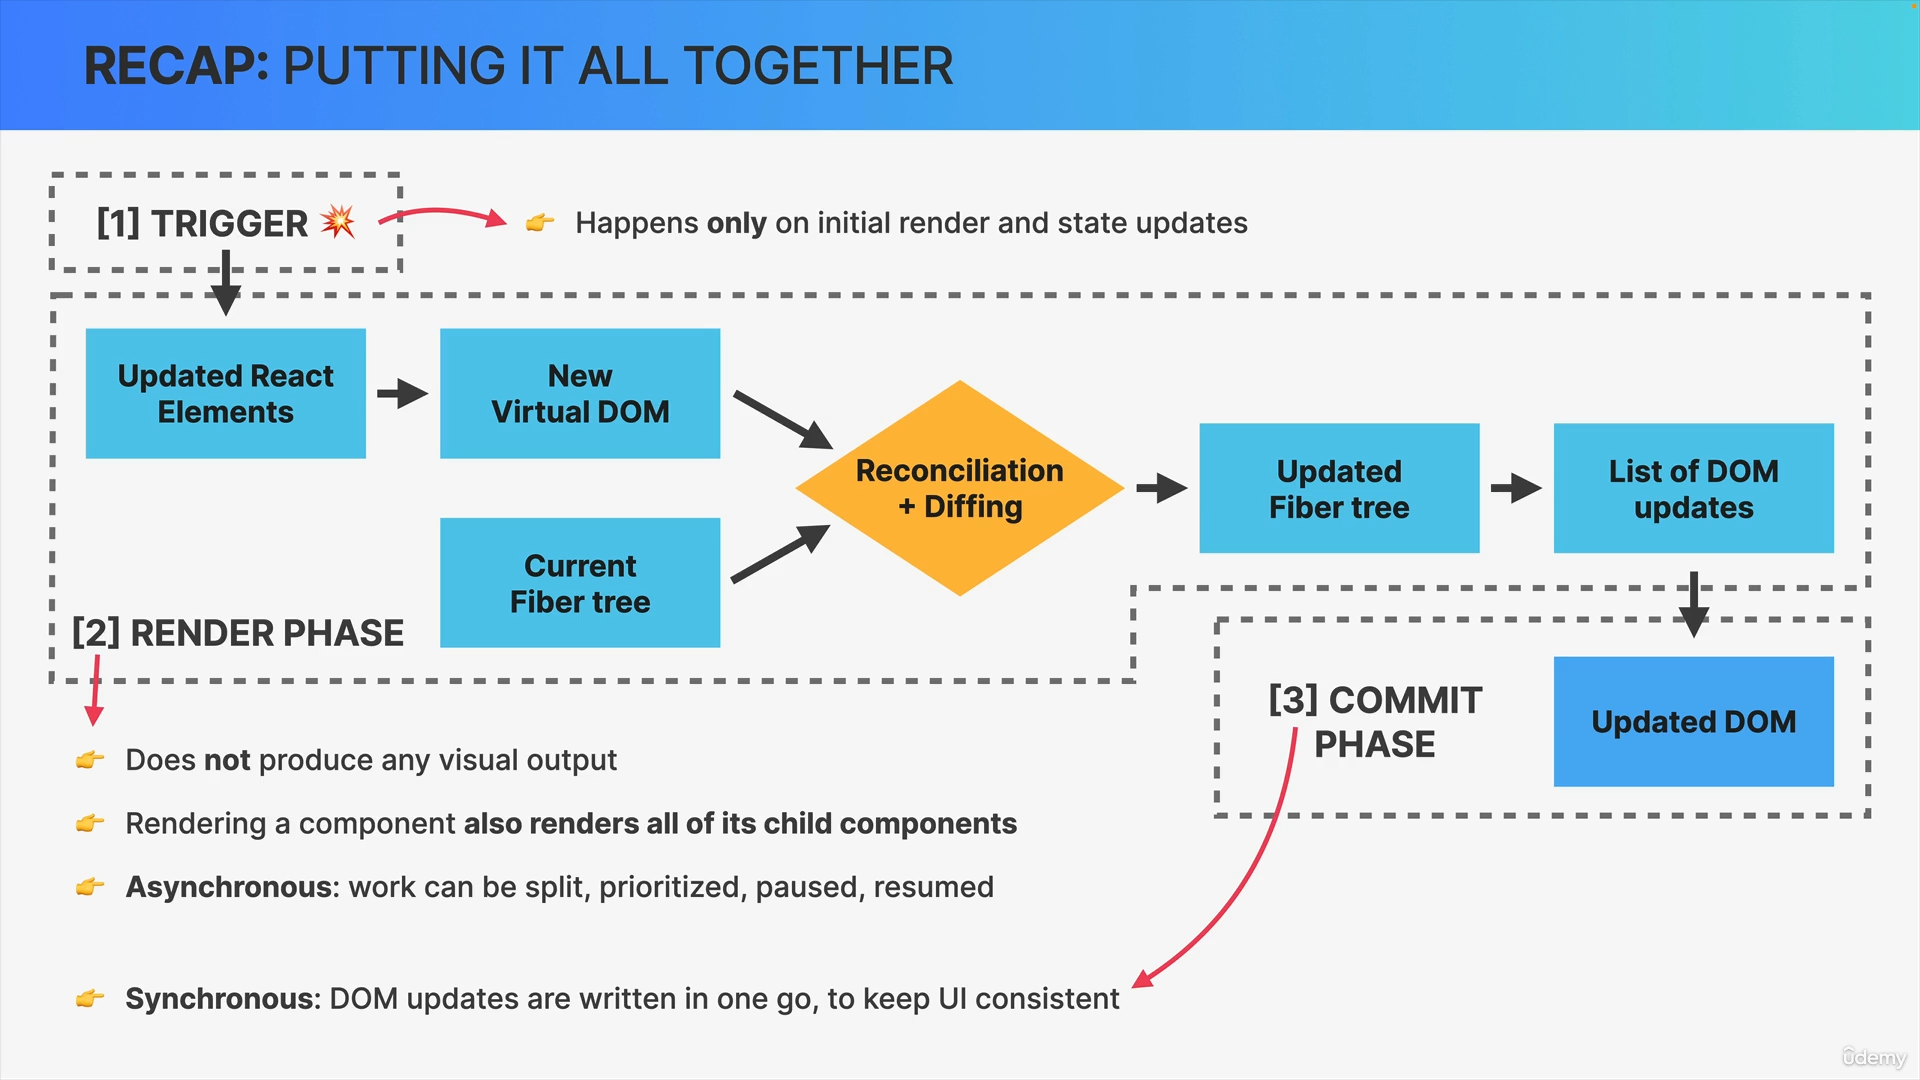 RECAP: PUTTING IT ALL TOGETHER
[1] TRIGGER 💥
👉 Happens only on initial render and state updates
Updated React
Elements
New
Virtual DOM
Current
Fiber tree
Reconciliation
+ Diffing
Updated
Fiber tree
List of DOM
updates
[2] RENDER PHASE
[3] COMMIT
PHASE
Updated DOM
👉 Does not produce any visual output
👉 Rendering a component also renders all of its child components
👉 Asynchronous: work can be split, prioritized, paused, resumed
👉 Synchronous: DOM updates are written in one go, to keep UI consistent
ûdemy